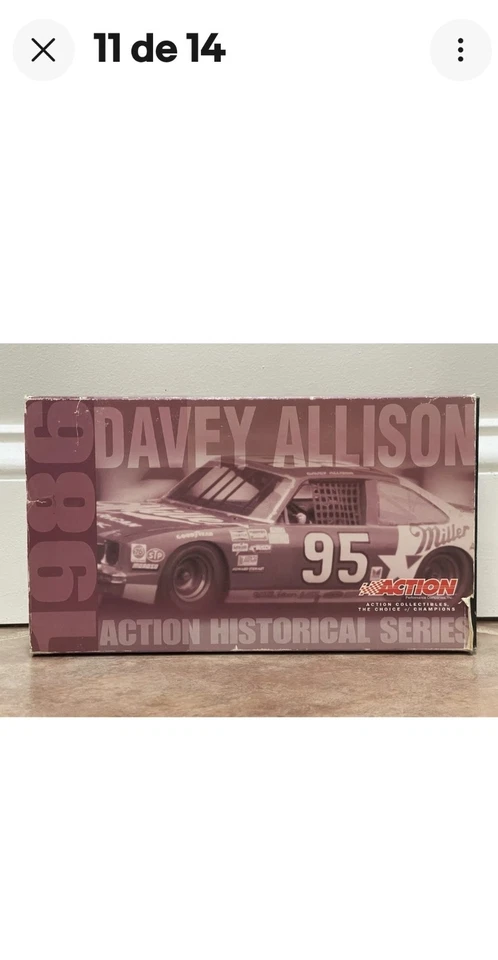 11 de 14
1986
DAVEY ALLISON
GOODYEAR
STP
95
Miller
ACTION
ACTION COLLECTIBLES,
THE CHOICE of CHAMPIONS
ACTION HISTORICAL SERIES